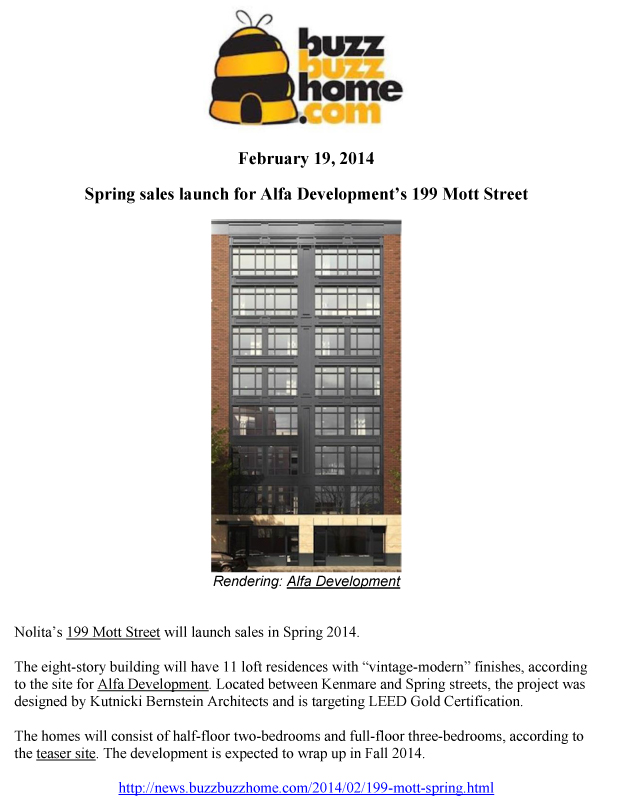 buzz
buzz
home
.com
February 19, 2014
Spring sales launch for Alfa Development’s 199 Mott Street
Rendering: Alfa Development
Nolita’s 199 Mott Street will launch sales in Spring 2014.
The eight-story building will have 11 loft residences with “vintage-modern” finishes, according
to the site for Alfa Development. Located between Kenmare and Spring streets, the project was
designed by Kutnicki Bernstein Architects and is targeting LEED Gold Certification.
The homes will consist of half-floor two-bedrooms and full-floor three-bedrooms, according to
the teaser site. The development is expected to wrap up in Fall 2014.
http://news.buzzbuzzhome.com/2014/02/199-mott-spring.html